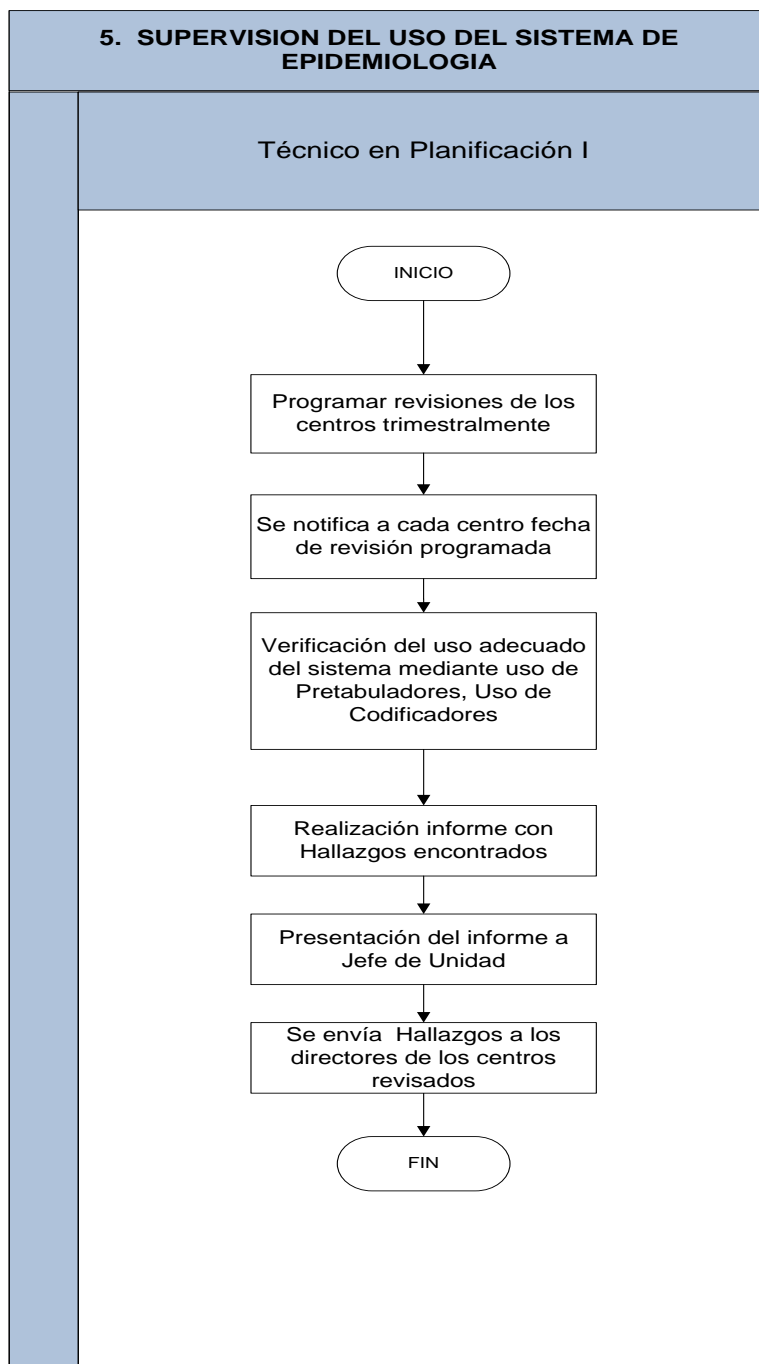 5. SUPERVISION DEL USO DEL SISTEMA DE
EPIDEMIOLOGIA
Técnico en Planificación I
INICIO
Programar revisiones de los
centros trimestralmente
Se notifica a cada centro fecha
de revisión programada
Verificación del uso adecuado
del sistema mediante uso de
Pretabuladores, Uso de
Codificadores
Realización informe con
Hallazgos encontrados
Presentación del informe a
Jefe de Unidad
Se envía Hallazgos a los
directores de los centros
revisados
FIN